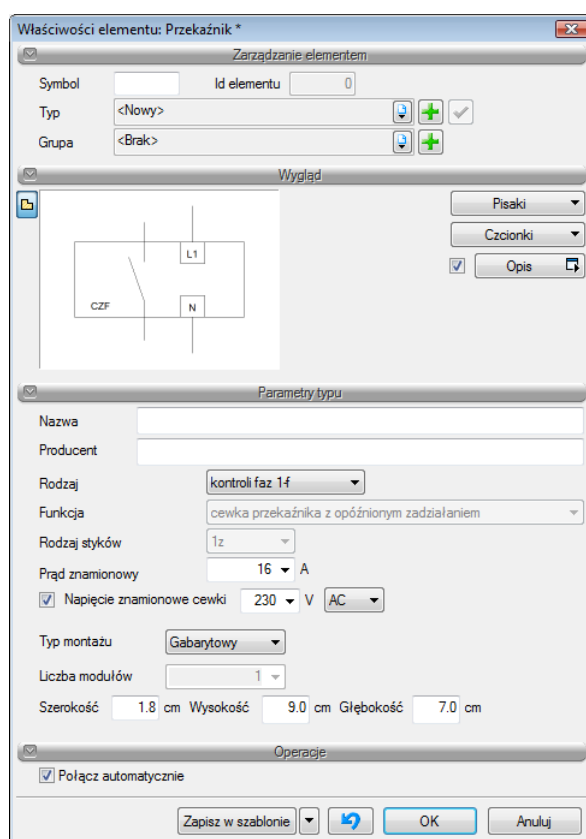 Właściwości elementu: Przekaźnik *
Zarządzanie elementem
Symbol Id elementu 0
Typ <Nowy>
Grupa <Brak>
Wygląd
L1
CZF N
Pisaki
Czcionki
Opis
Parametry typu
Nazwa
Producent
Rodzaj kontroli faz 1-f
Funkcja cewka przekaźnika z opóźnionym zadziałaniem
Rodzaj styków 1z
Prąd znamionowy 16 A
Napięcie znamionowe cewki 230 V AC
Typ montażu Gabarytowy
Liczba modułów 1
Szerokość 1.8 cm Wysokość 9.0 cm Głębokość 7.0 cm
Operacje
Połącz automatycznie
Zapisz w szablonie OK Anuluj